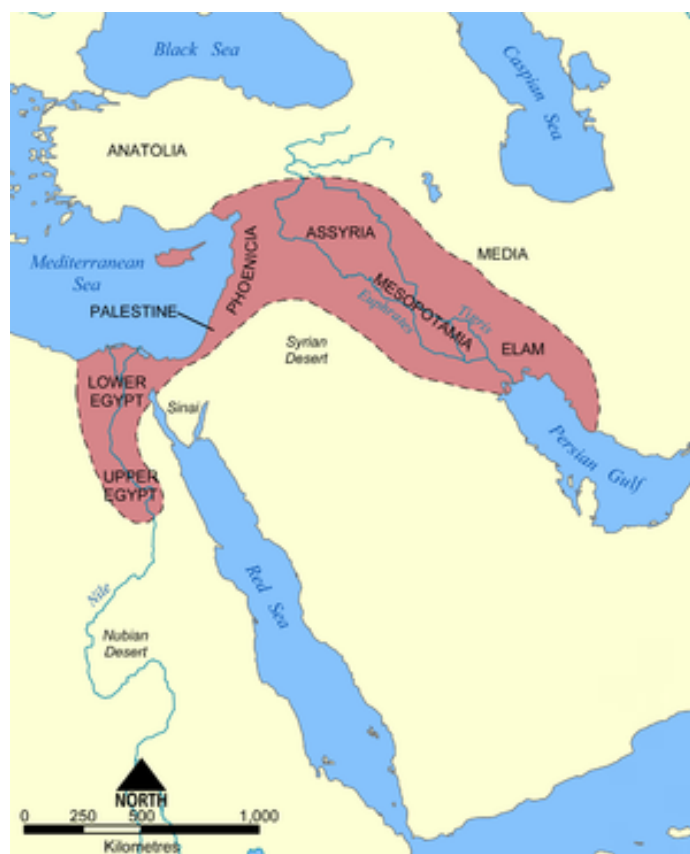 Black Sea
Caspian Sea
ANATOLIA
ASSYRIA
MEDIA
PHOENICIA
Mediterranean
Sea
MESOPOTAMIA
Tigris
Euphrates
PALESTINE
Syrian
Desert
ELAM
LOWER
EGYPT
Sinai
Persian Gulf
UPPER
EGYPT
Red Sea
Nile
Nubian
Desert
NORTH
0 250 500 1,000
Kilometres